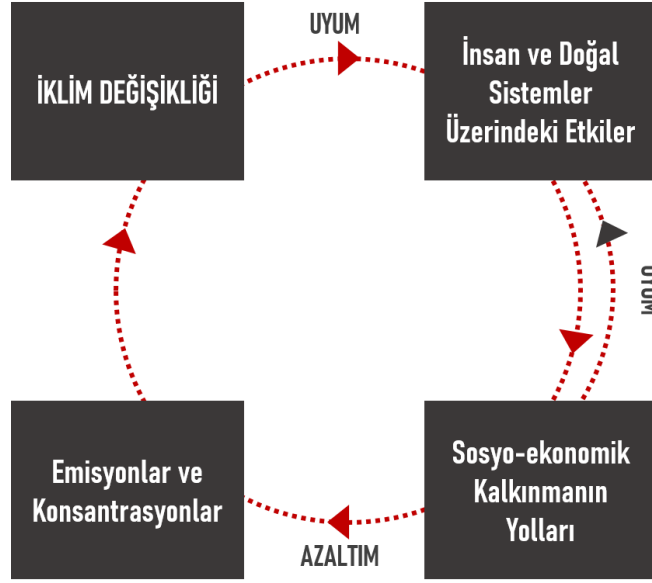 UYUM
İKLİM DEĞİŞİKLİĞİ
İnsan ve Doğal
Sistemler
Üzerindeki Etkiler
UYUM
Emisyonlar ve
Konsantrasyonlar
Sosyo-ekonomik
Kalkınmanın
Yolları
AZALTIM